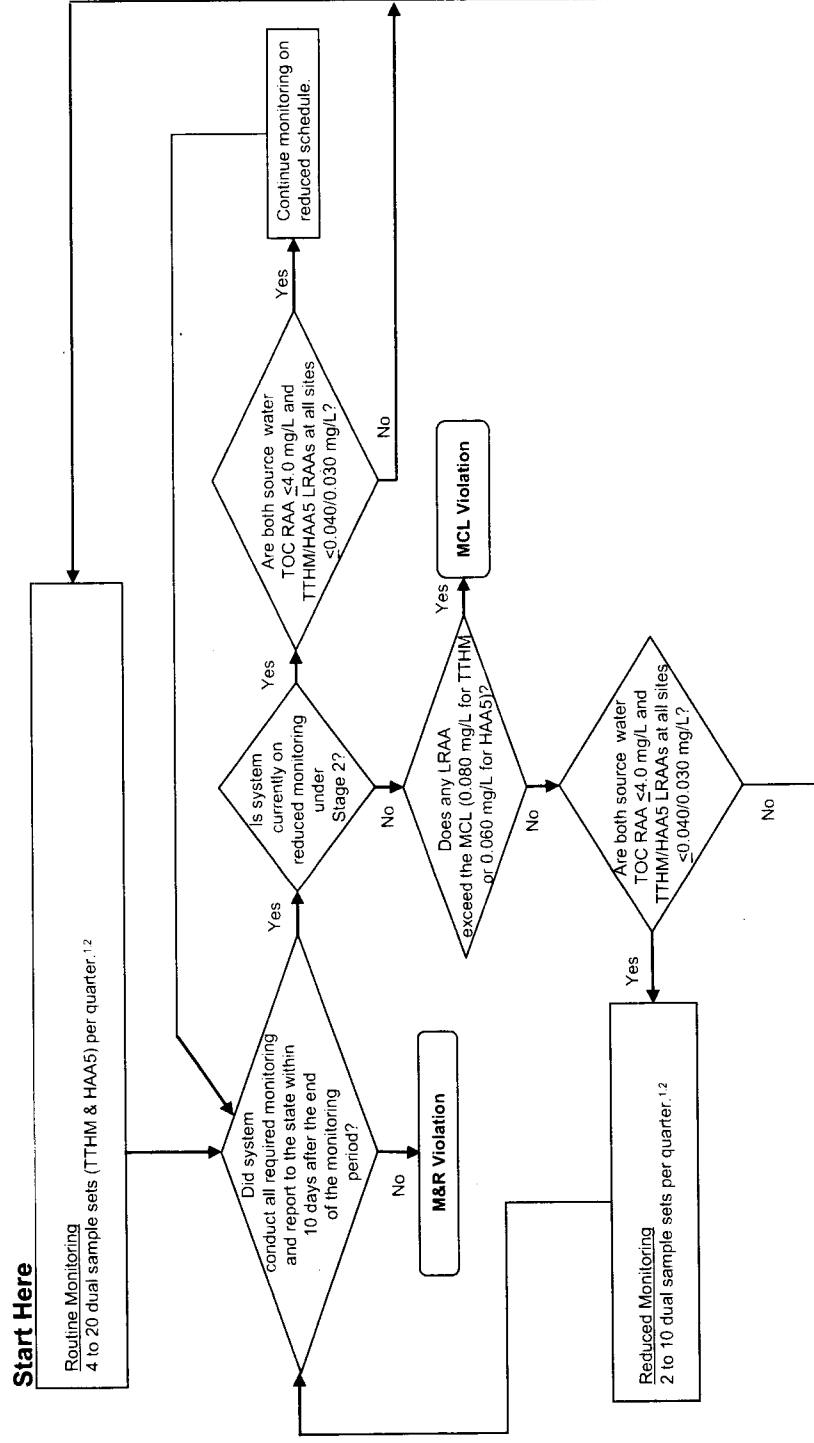 Start Here
Routine Monitoring
4 to 20 dual sample sets (TTHM & HAA5) per quarter.1,2
Did system
conduct all required monitoring
and report to the state within
10 days after the end
of the monitoring
period?
No
M&R Violation
Yes
Is system
currently on
reduced monitoring
under
Stage 2?
Yes
Are both source water
TOC RAA <4.0 mg/L and
TTHM/HAA5 LRAAs at all sites
<0.040/0.030 mg/L?
Yes
Continue monitoring on
reduced schedule.
No
No
Does any LRAA
exceed the MCL (0.080 mg/L for TTHM
or 0.060 mg/L for HAA5)?
Yes
MCL Violation
No
Are both source water
TOC RAA <4.0 mg/L and
TTHM/HAA5 LRAAs at all sites
<0.040/0.030 mg/L?
Yes
No
Reduced Monitoring
2 to 10 dual sample sets per quarter.1,2